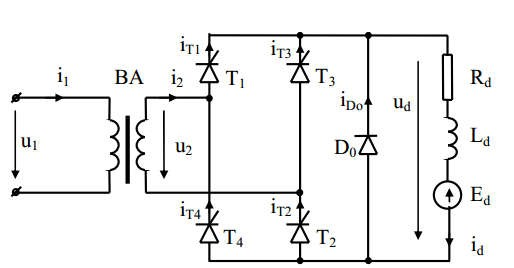 iT1
iT3
i1
BA
i2
T1
T3
iDo
ud
Rd
u1
u2
D0
Ld
iT4
iT2
Ed
T4
T2
id